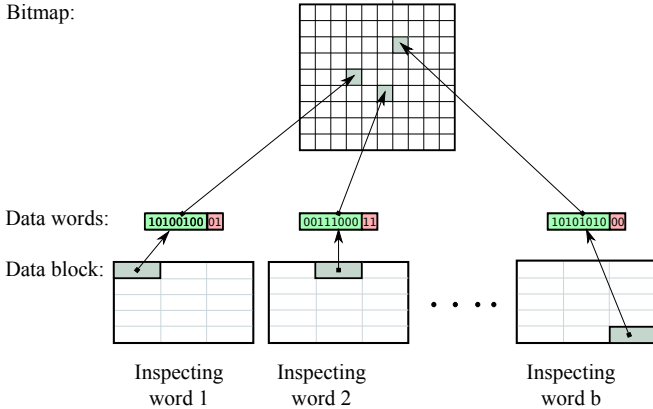 Bitmap:
Data words:
10100100 01
00111000 11
10101010 00
Data block:
Inspecting
word 1
Inspecting
word 2
Inspecting
word b